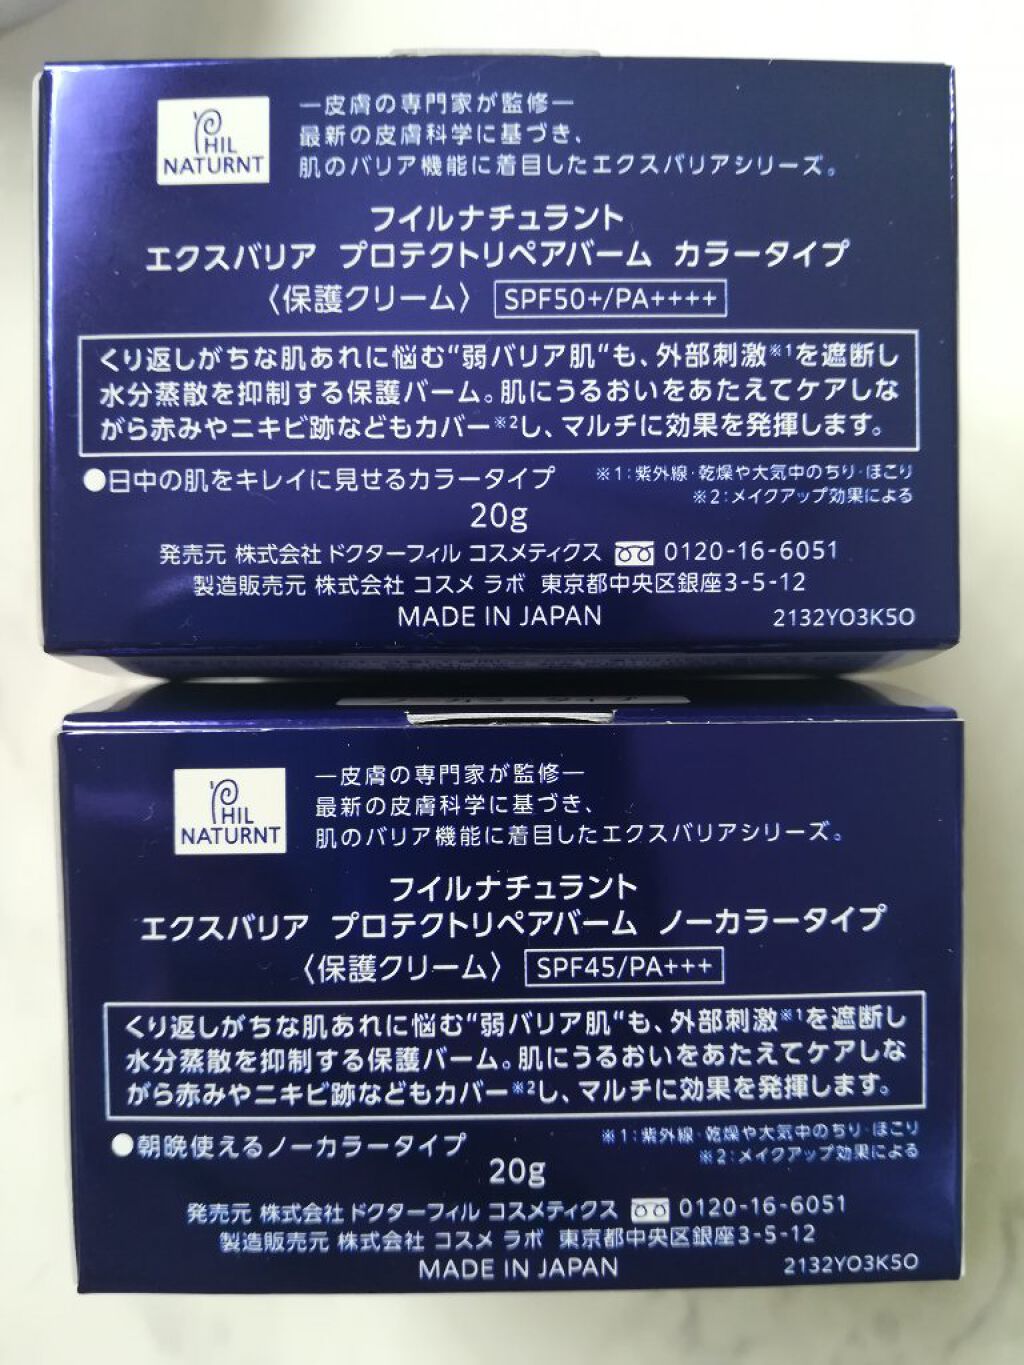 PHIL
NATURNT
―皮膚の専門家が監修―
最新の皮膚科学に基づき、
肌のバリア機能に着目したエクスバリアシリーズ。
フイルナチュラント
エクスバリア プロテクトリペアバーム カラータイプ
〈保護クリーム〉 SPF50+/PA++++
くり返しがちな肌あれに悩む“弱バリア肌“も、外部刺激※1を遮断し
水分蒸散を抑制する保護バーム。肌にうるおいをあたえてケアしな
がら赤みやニキビ跡などもカバー※2し、マルチに効果を発揮します。
●日中の肌をキレイに見せるカラータイプ
※1:紫外線・乾燥や大気中のちり・ほこり
※2:メイクアップ効果による
20g
発売元 株式会社 ドクターフィル コスメティクス 0120-16-6051
製造販売元 株式会社 コスメ ラボ 東京都中央区銀座3-5-12
MADE IN JAPAN 2132YO3K5O
PHIL
NATURNT
―皮膚の専門家が監修―
最新の皮膚科学に基づき、
肌のバリア機能に着目したエクスバリアシリーズ。
フイルナチュラント
エクスバリア プロテクトリペアバーム ノーカラータイプ
〈保護クリーム〉 SPF45/PA+++
くり返しがちな肌あれに悩む“弱バリア肌“も、外部刺激※1を遮断し
水分蒸散を抑制する保護バーム。肌にうるおいをあたえてケアしな
がら赤みやニキビ跡などもカバー※2し、マルチに効果を発揮します。
●朝晩使えるノーカラータイプ
※1:紫外線・乾燥や大気中のちり・ほこり
※2:メイクアップ効果による
20g
発売元 株式会社 ドクターフィル コスメティクス 0120-16-6051
製造販売元 株式会社 コスメ ラボ 東京都中央区銀座3-5-12
MADE IN JAPAN 2132YO3K5O